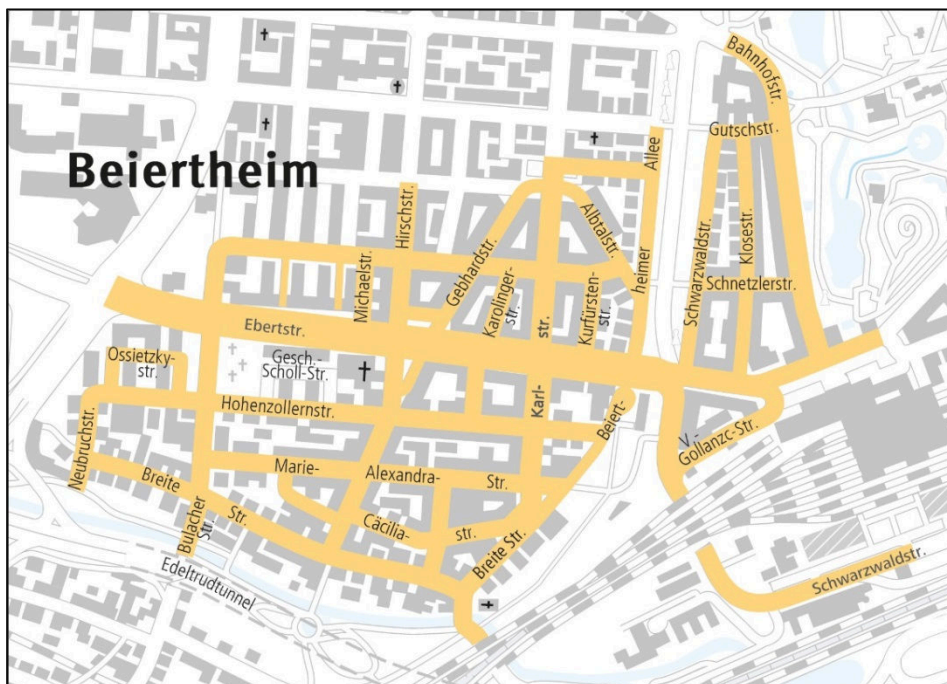 Bahnhofstr.
Gutschstr.
Allee
Beiertheim
Hirschstr.
Albtalstr.
Gebhardstr.
Schwarzwaldstr.
Klosestr.
Michaelstr.
Karolinger-
str.
Kurfürsten-
str.
heimer
Schnetzlerstr.
Ebertstr.
str.
Ossietzky-
str.
Gesch.-
Scholl-Str.
Karl-
Beiert-
Hohenzollernstr.
V.-
Gollanzc-Str.
Neubruchstr.
Breite
Str.
Marie-
Alexandra-
Str.
Bulacher
Str.
Cäcilia-
str.
Breite Str.
Edeltrudtunnel
Schwarzwaldstr.